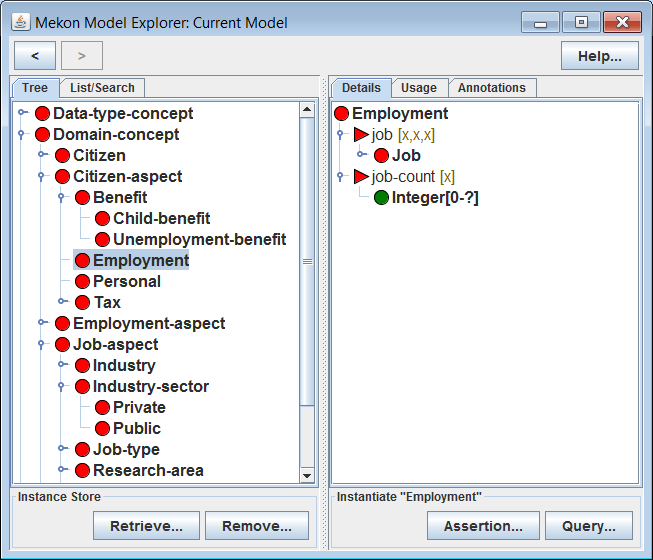 Mekon Model Explorer: Current Model
< > Help...
Tree List/Search
Data-type-concept
Domain-concept
Citizen
Citizen-aspect
Benefit
Child-benefit
Unemployment-benefit
Employment
Personal
Tax
Employment-aspect
Job-aspect
Industry
Industry-sector
Private
Public
Job-type
Research-area
Instance Store
Retrieve... Remove...
Details Usage Annotations
Employment
job [x,x,x]
Job
job-count [x]
Integer[0-?]
Instantiate "Employment"
Assertion... Query...